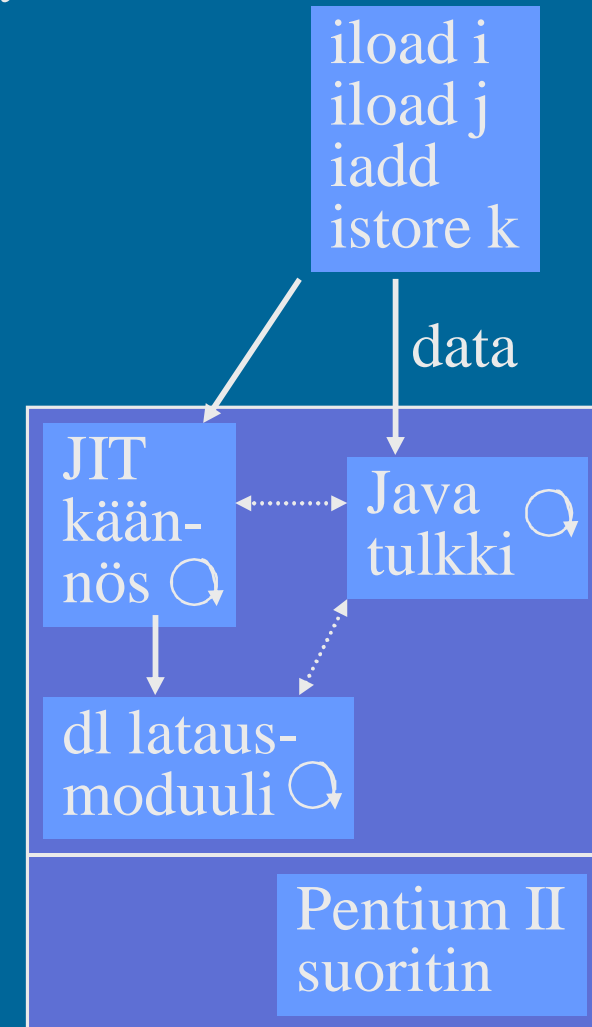 iload i
iload j
iadd
istore k
data
JIT
kään-
nös
Java
tulkki
dl lataus-
moduuli
Pentium II
suoritin